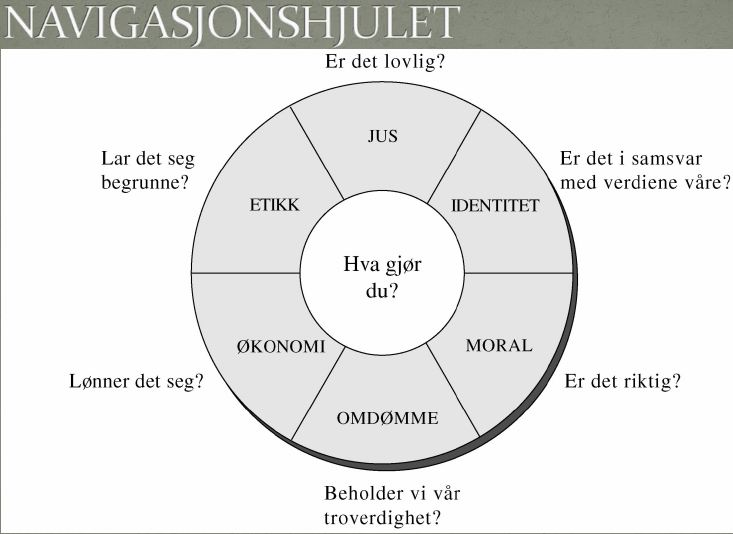 NAVIGASJONSHJULET
Er det lovlig?
JUS
Lar det seg
begrunne?
Er det i samsvar
med verdiene våre?
ETIKK
IDENTITET
Hva gjør
du?
ØKONOMI
MORAL
Lønner det seg?
Er det riktig?
OMDØMME
Beholder vi vår
troverdighet?